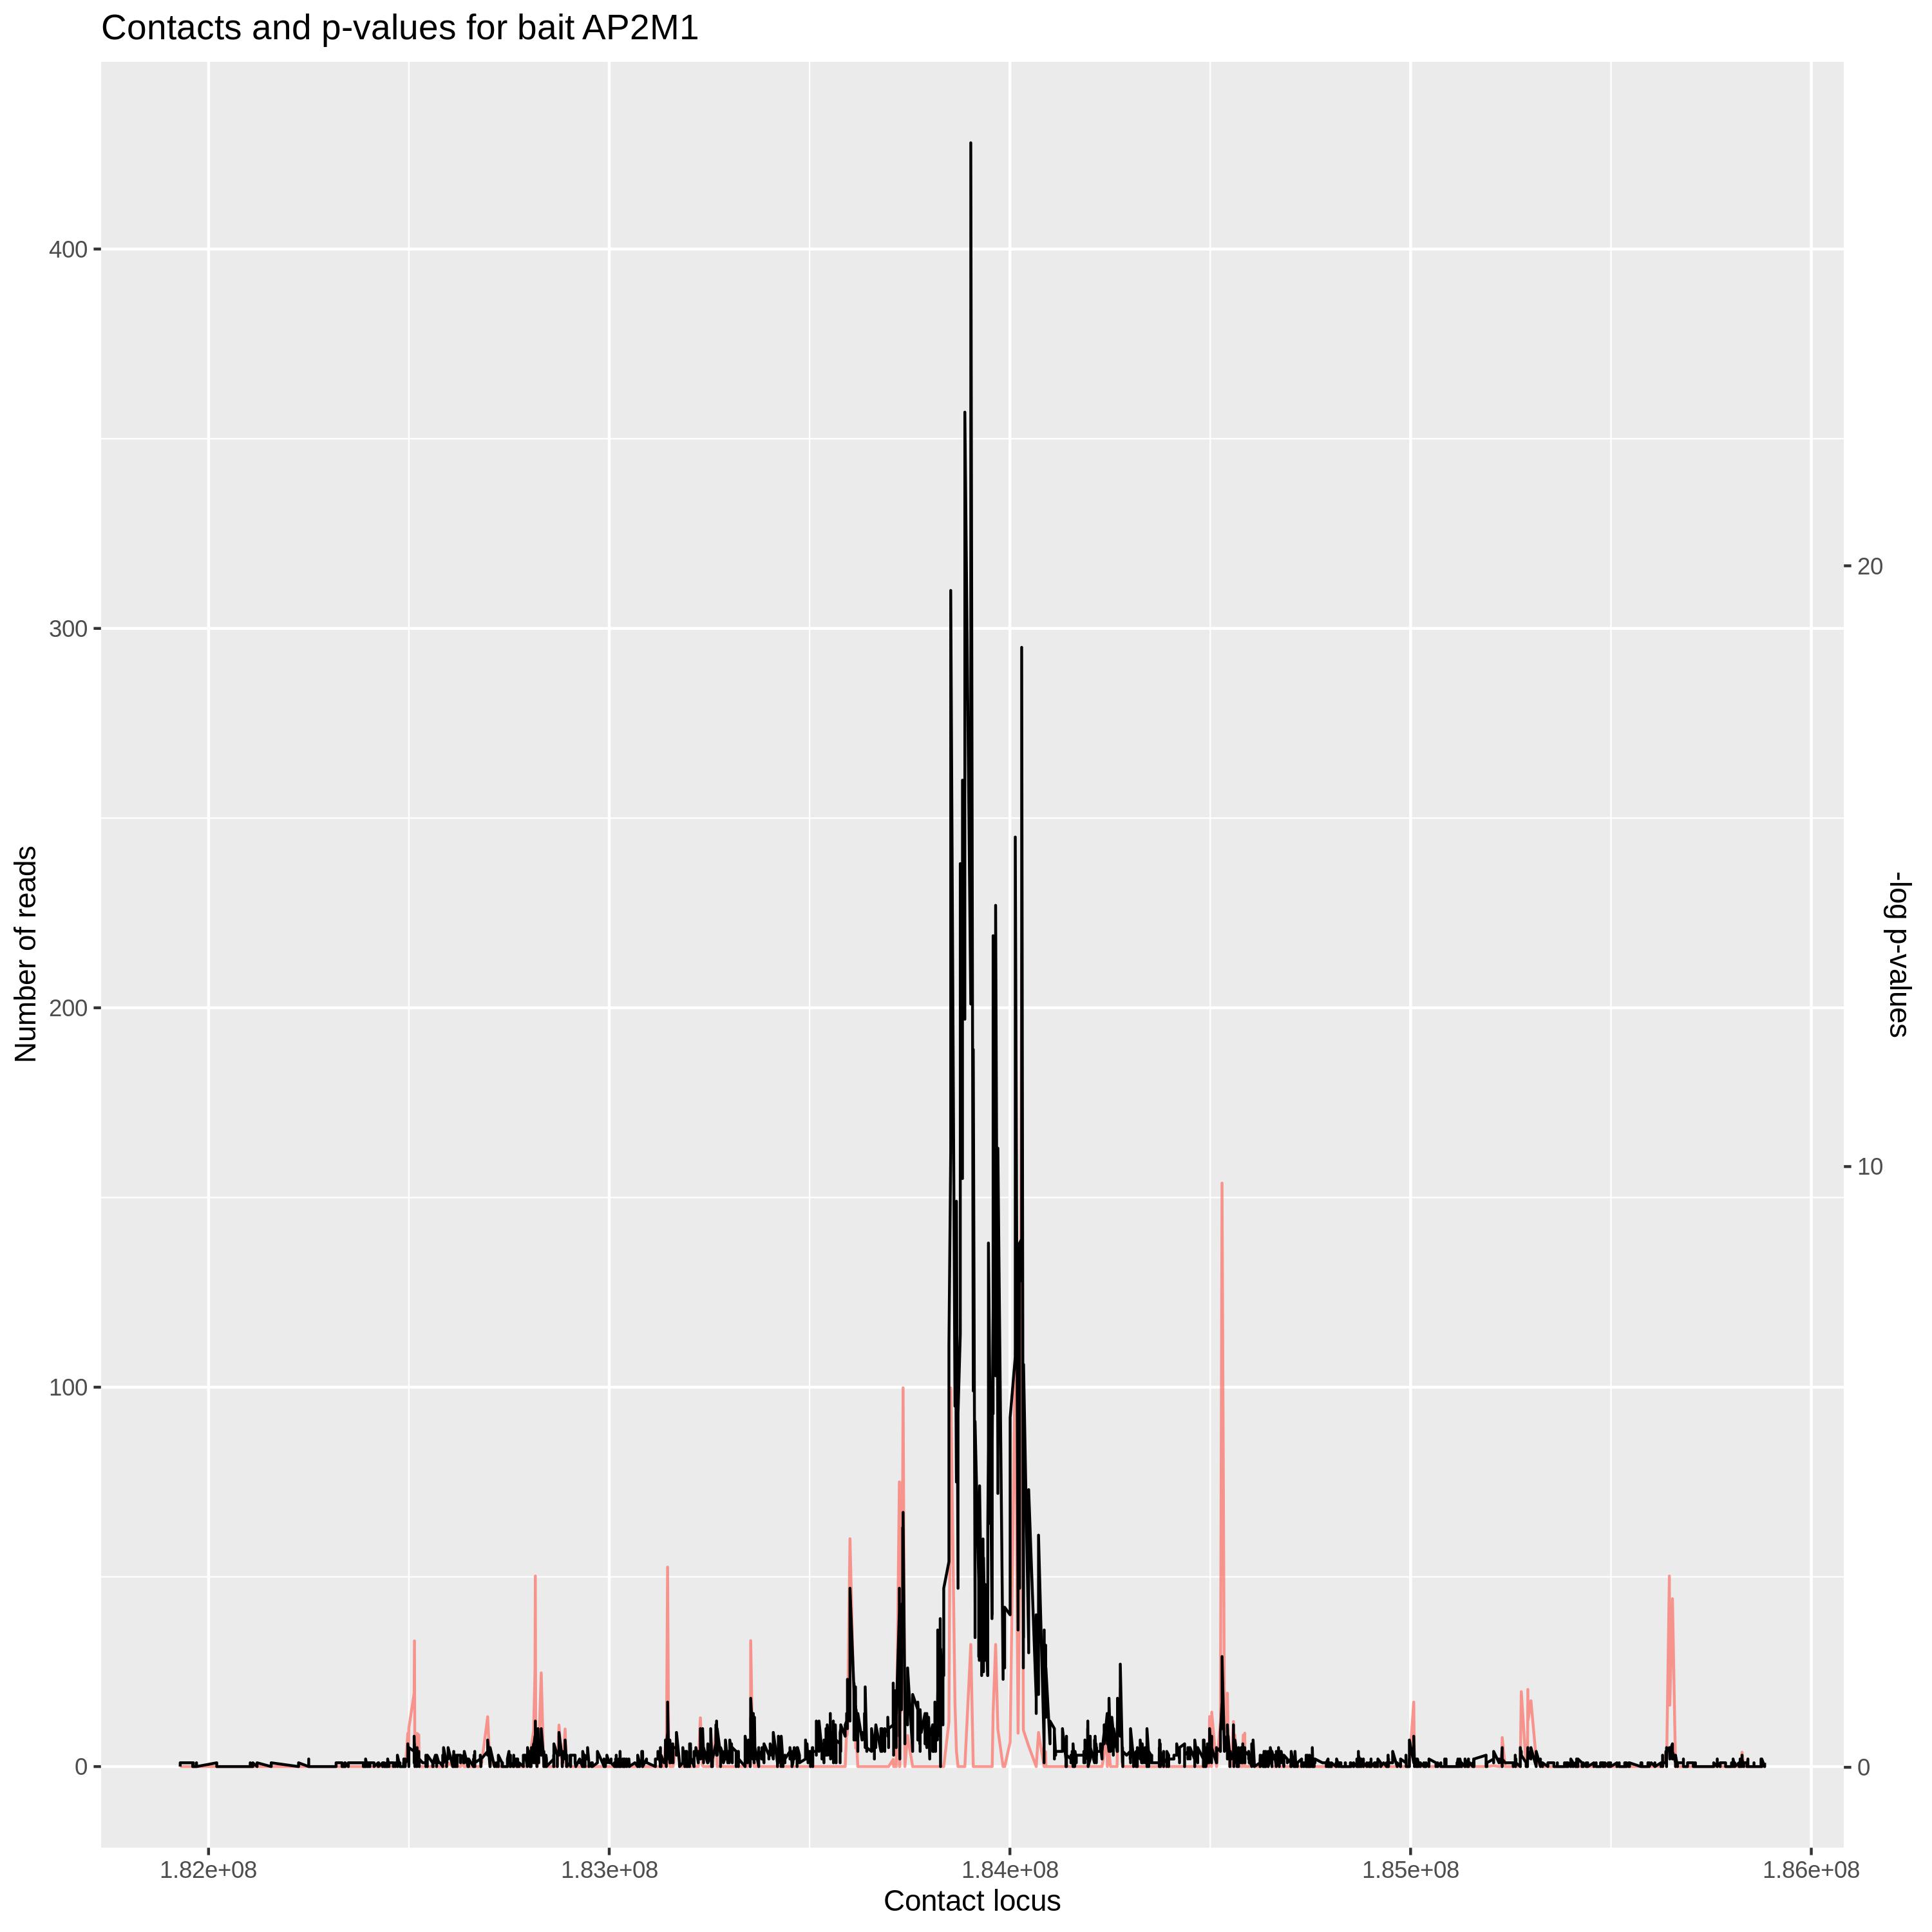 Contacts and p-values for bait AP2M1
400
300
200
100
0
Number of reads
20
10
0
-log p-values
1.82e+08
1.83e+08
1.84e+08
1.85e+08
1.86e+08
Contact locus